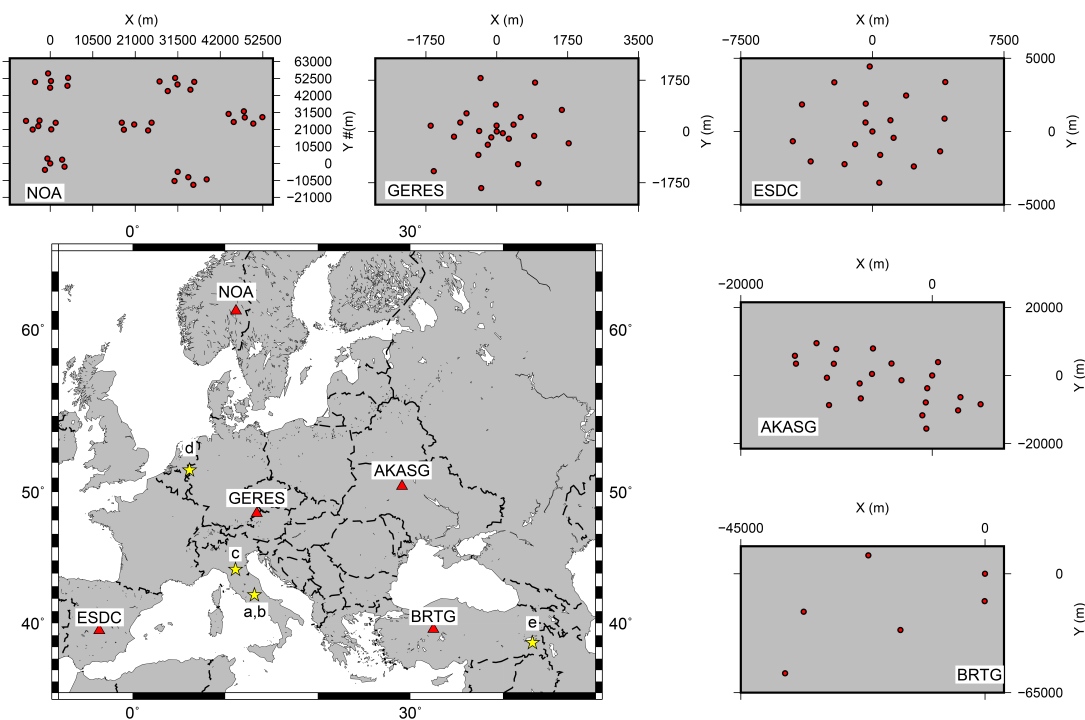 X (m)
0 10500 21000 31500 42000 52500
63000
52500
42000
31500
21000
10500
0
−10500
−21000
Y #(m)
NOA
X (m)
−1750 0 1750 3500
1750
0
−1750
Y (m)
GERES
X (m)
−7500 0 7500
5000
0
−5000
Y (m)
ESDC
0° 30°
60°
50°
40°
60°
50°
40°
NOA
d
AKASG
GERES
c
a,b
ESDC
BRTG
e
0° 30°
X (m)
−20000 0
20000
0
−20000
Y (m)
AKASG
X (m)
−45000 0
0
−65000
Y (m)
BRTG